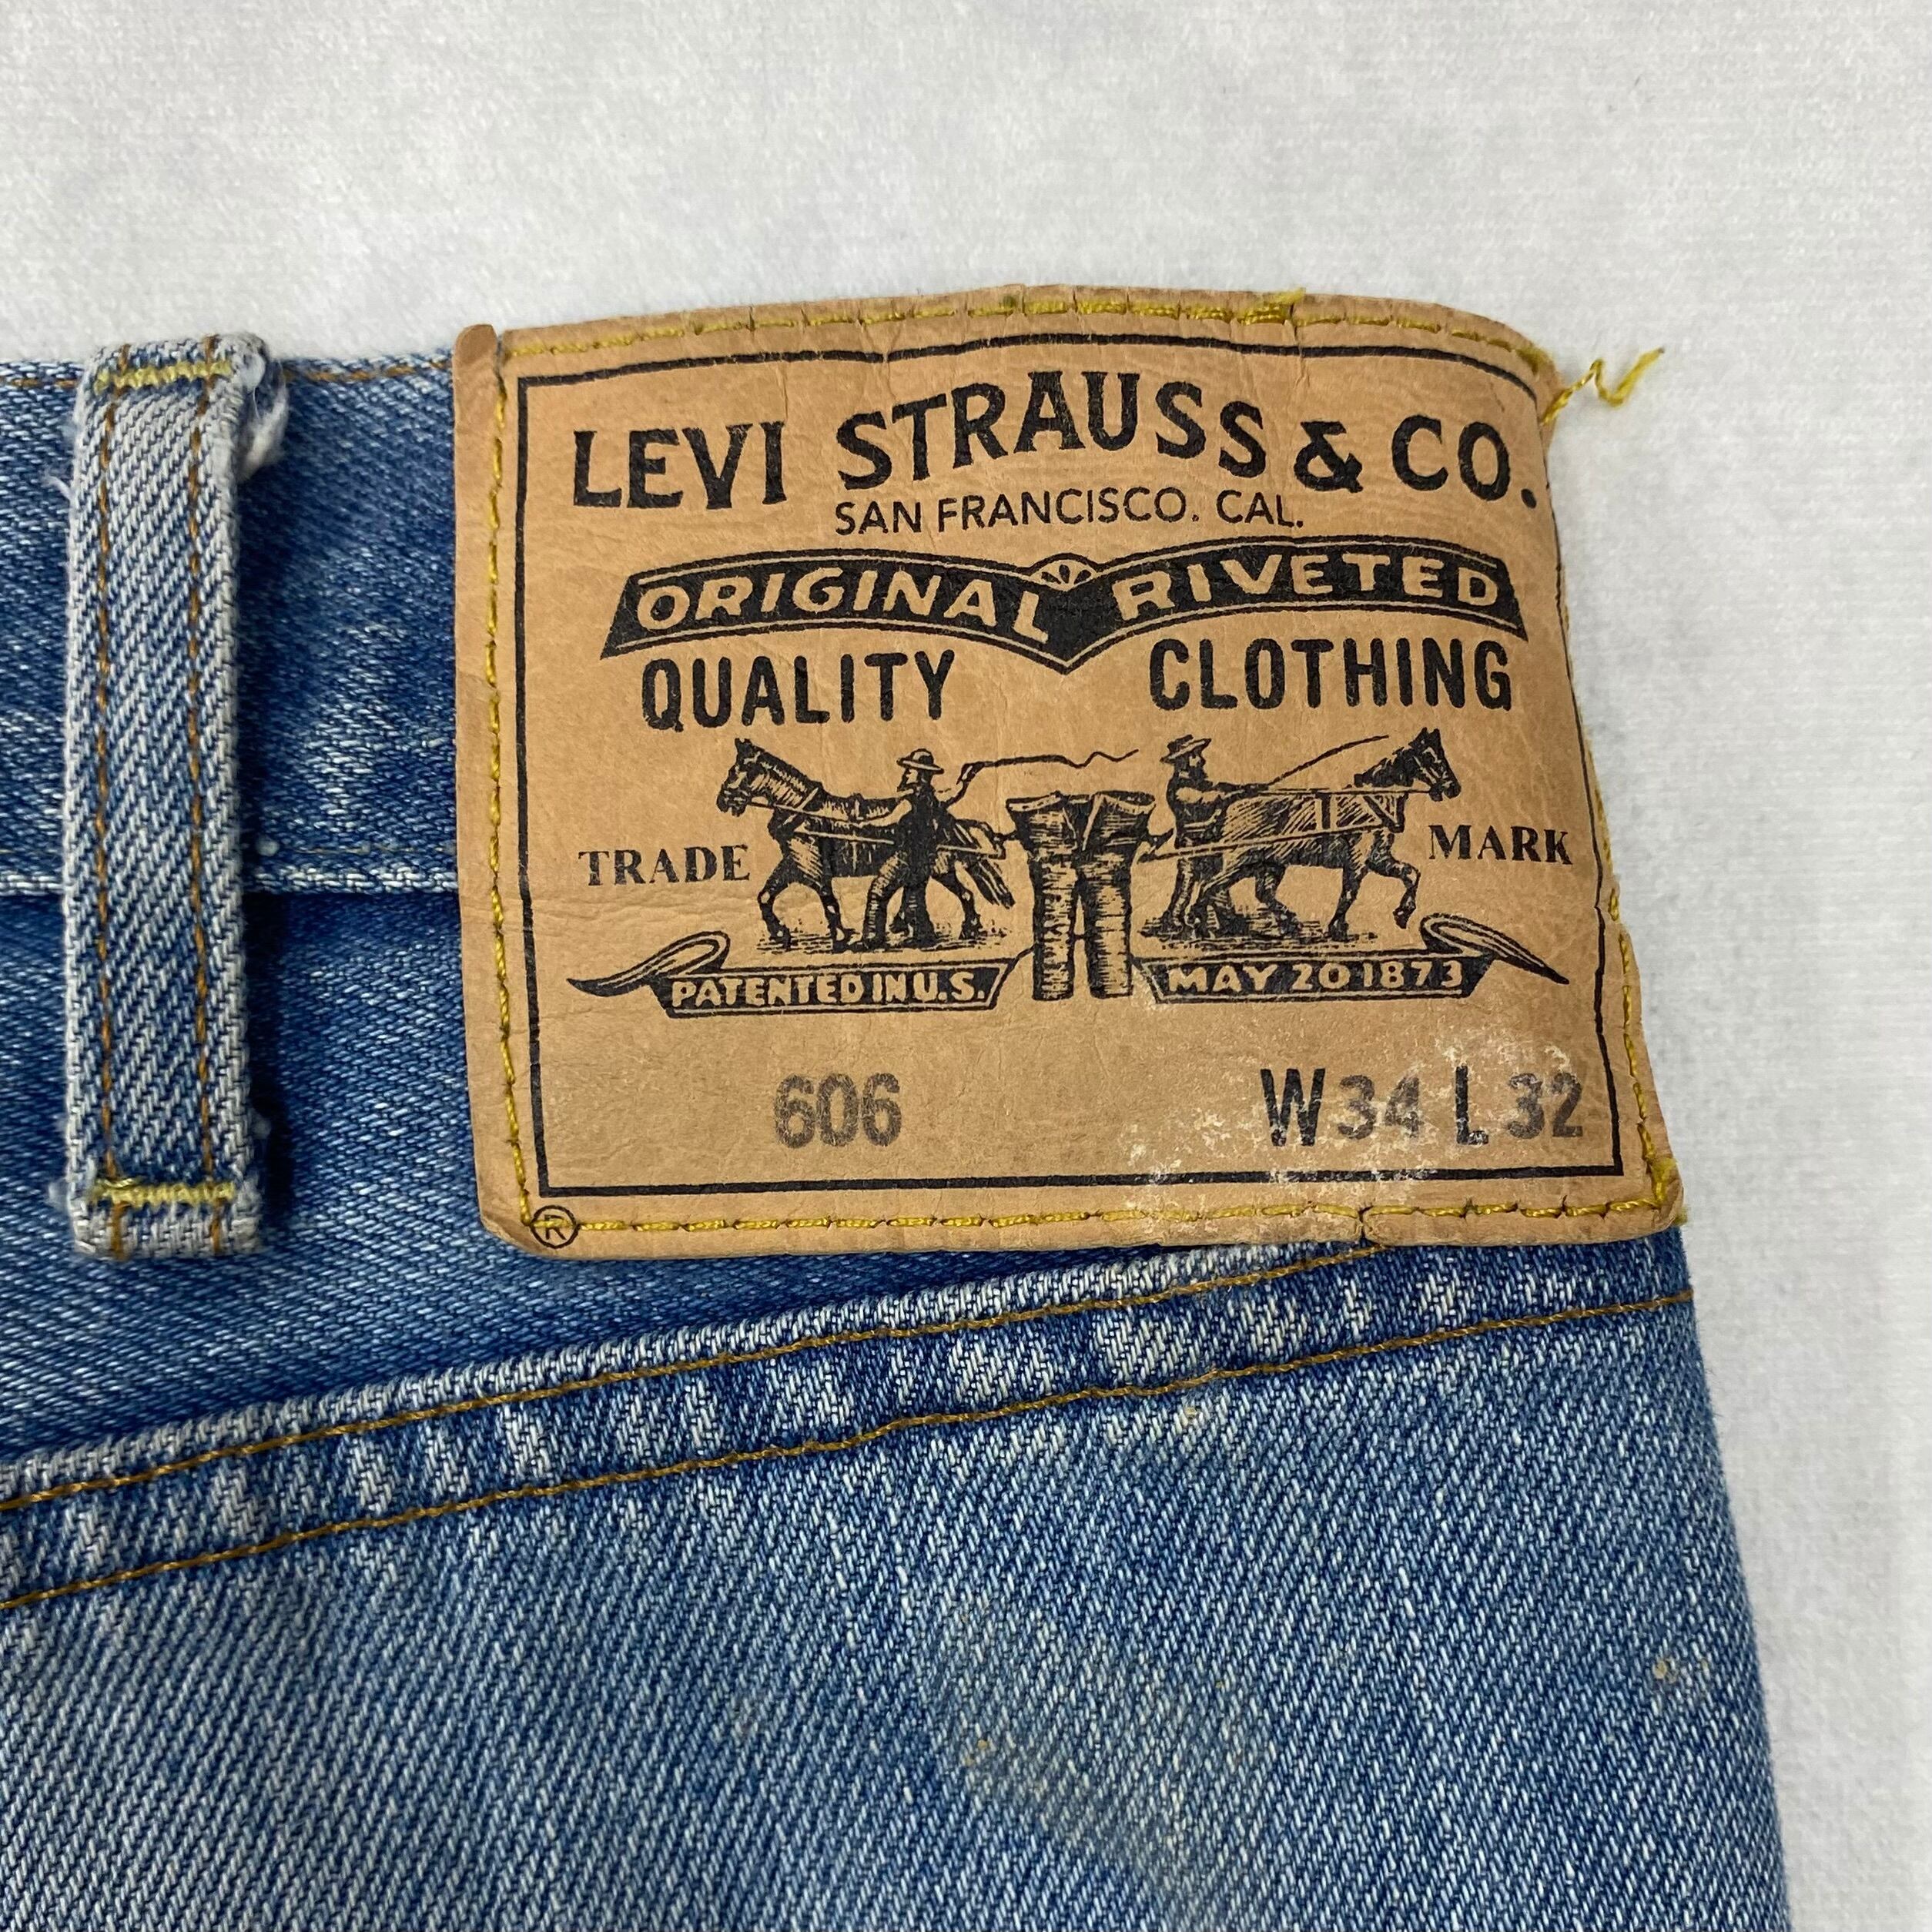 LEVI STRAUSS & CO.
SAN FRANCISCO. CAL.
ORIGINAL RIVETED
QUALITY CLOTHING
TRADE MARK
PATENTED IN U.S. MAY 20 1873
606 W34 L32
®